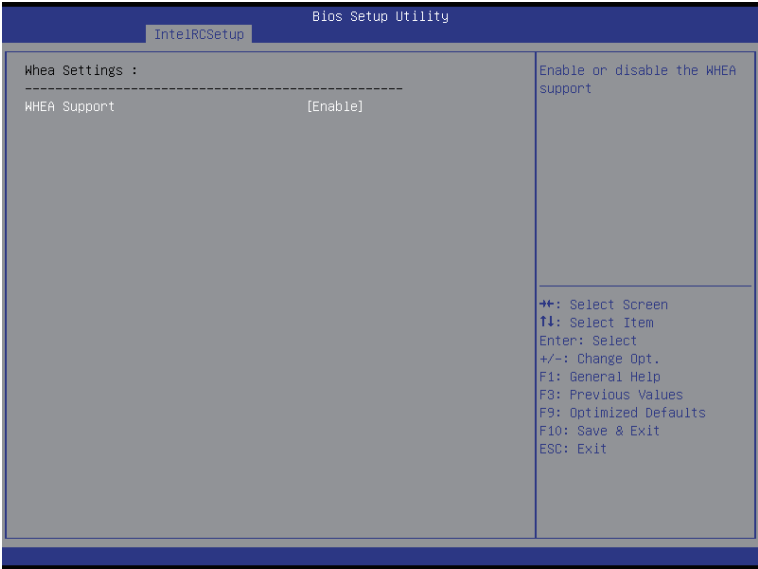 Bios Setup Utility
IntelRCSetup
Whea Settings :
--------------------------------------------------
WHEA Support [Enable]
Enable or disable the WHEA
support
→←: Select Screen
↑↓: Select Item
Enter: Select
+/-: Change Opt.
F1: General Help
F3: Previous Values
F9: Optimized Defaults
F10: Save & Exit
ESC: Exit